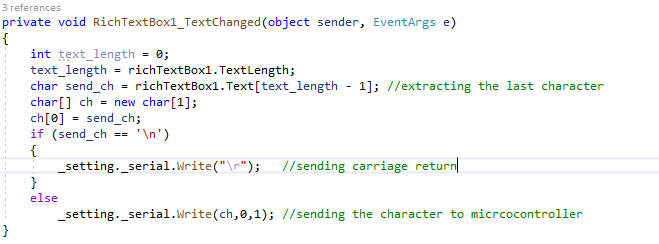 3 references
private void RichTextBox1_TextChanged(object sender, EventArgs e)
{
int text_length = 0;
text_length = richTextBox1.TextLength;
char send_ch = richTextBox1.Text[text_length - 1]; //extracting the last character
char[] ch = new char[1];
ch[0] = send_ch;
if (send_ch == '\n')
{
_setting._serial.Write("\r");   //sending carriage return
}
else
_setting._serial.Write(ch,0,1); //sending the character to micrcocontroller
}